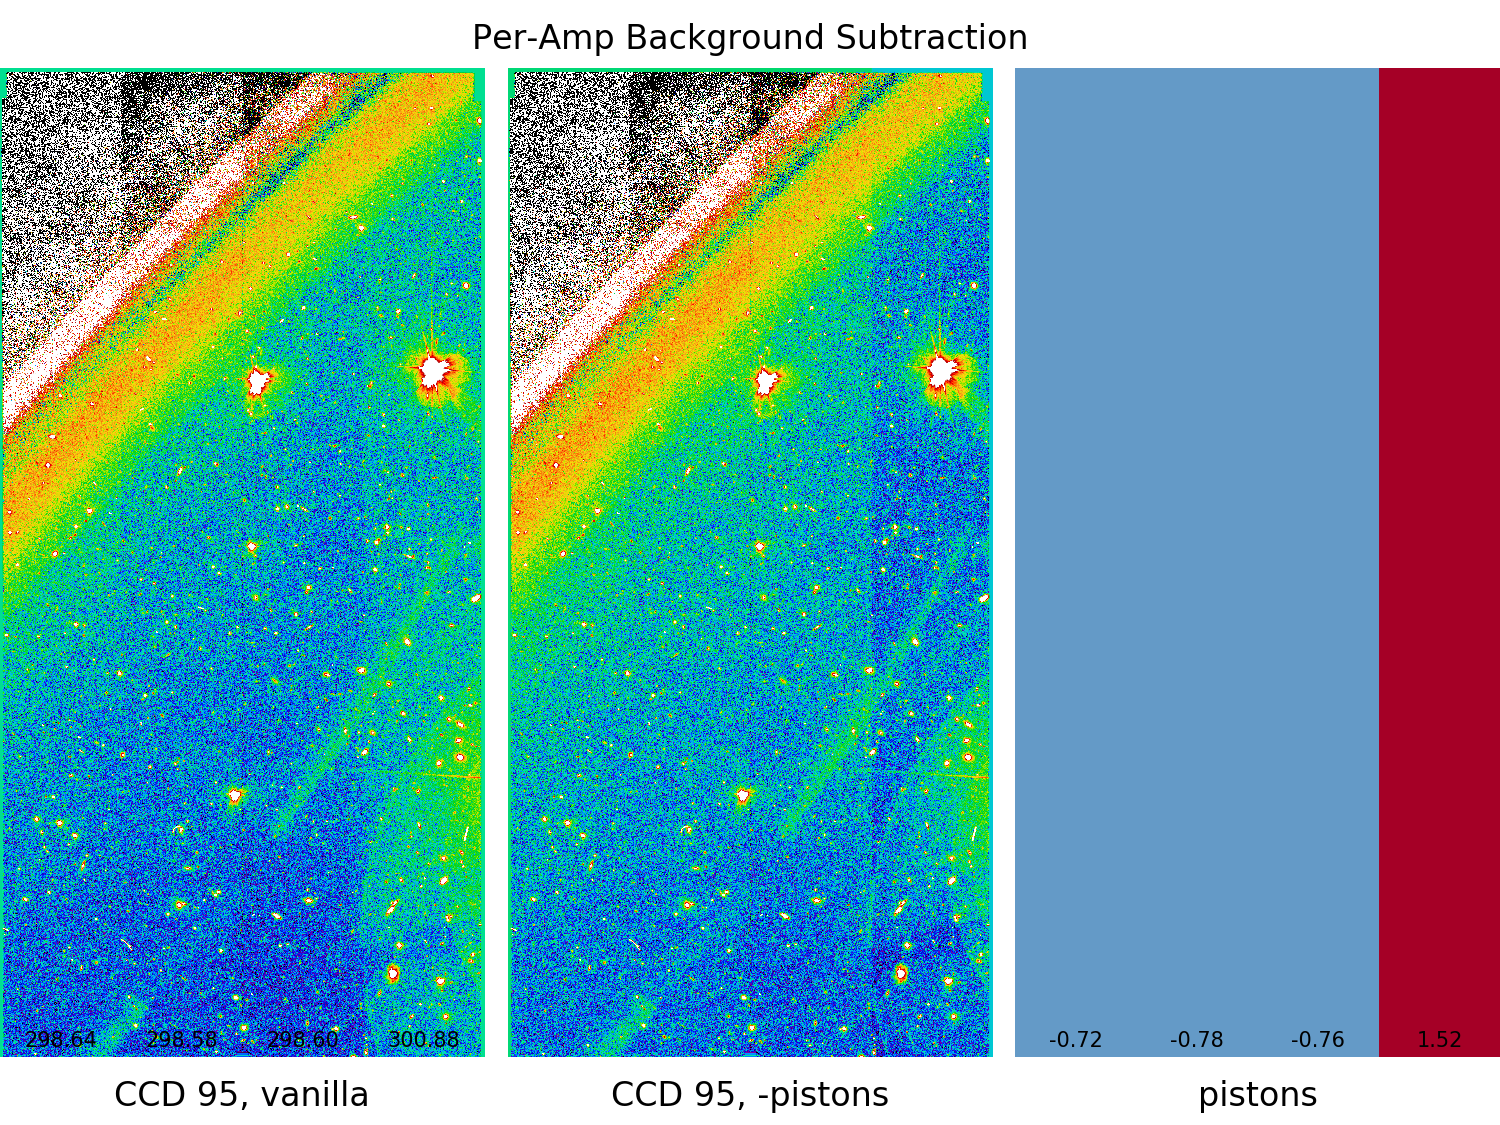 Per-Amp Background Subtraction
298.64 298.58 298.60 300.88
-0.72 -0.78 -0.76 1.52
CCD 95, vanilla
CCD 95, -pistons
pistons